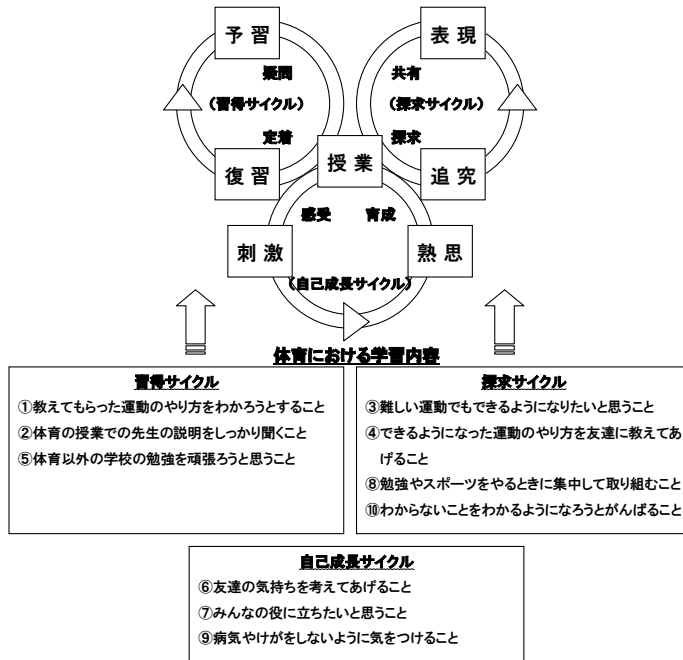 予習
表現
疑問
共有
(習得サイクル)
(探求サイクル)
定着
探求
授業
復習
追究
感受
育成
刺激
熟思
(自己成長サイクル)
体育における学習内容
習得サイクル
①教えてもらった運動のやり方をわかろうとすること
②体育の授業での先生の説明をしっかり聞くこと
⑤体育以外の学校の勉強を頑張ろうと思うこと
探求サイクル
③難しい運動でもできるようになりたいと思うこと
④できるようになった運動のやり方を友達に教えてあ
げること
⑧勉強やスポーツをやるときに集中して取り組むこと
⑩わからないことをわかるようになろうとがんばること
自己成長サイクル
⑥友達の気持ちを考えてあげること
⑦みんなの役に立ちたいと思うこと
⑨病気やけがをしないように気をつけること